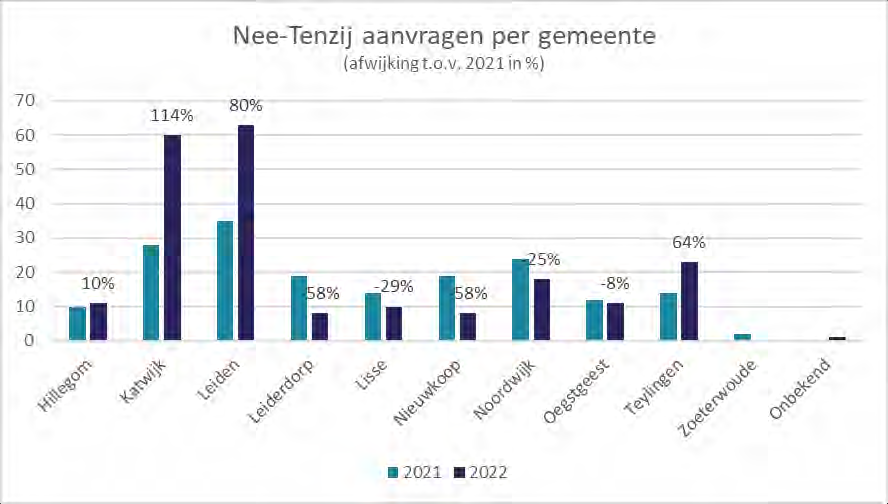 Nee-Tenzij aanvragen per gemeente
(afwijking t.o.v. 2021 in %)
70
60
50
40
30
20
10
0
10%
114%
80%
58%
-29%
58%
-25%
-8%
64%
Hillegom
Katwijk
Leiden
Leiderdorp
Lisse
Nieuwkoop
Noordwijk
Oegstgeest
Teylingen
Zoeterwoude
Onbekend
2021
2022